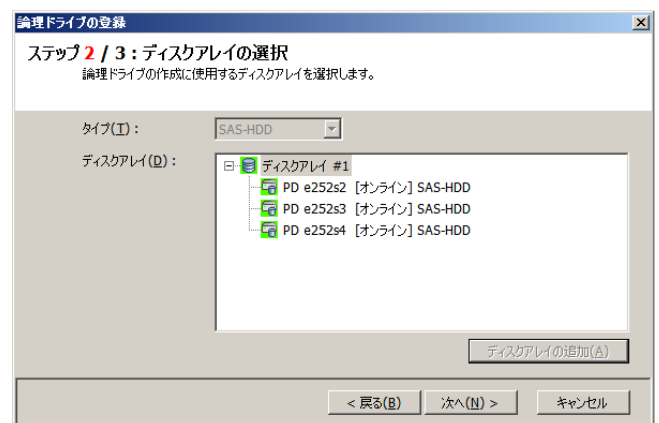 論理ドライブの登録
ステップ 2 / 3 : ディスクアレイの選択
論理ドライブの作成に使用するディスクアレイを選択します。
タイプ(T) : SAS-HDD
ディスクアレイ(D) :
ディスクアレイ #1
PD e252s2 [オンライン] SAS-HDD
PD e252s3 [オンライン] SAS-HDD
PD e252s4 [オンライン] SAS-HDD
ディスクアレイの追加(A)
< 戻る(B) 次へ(N) > キャンセル